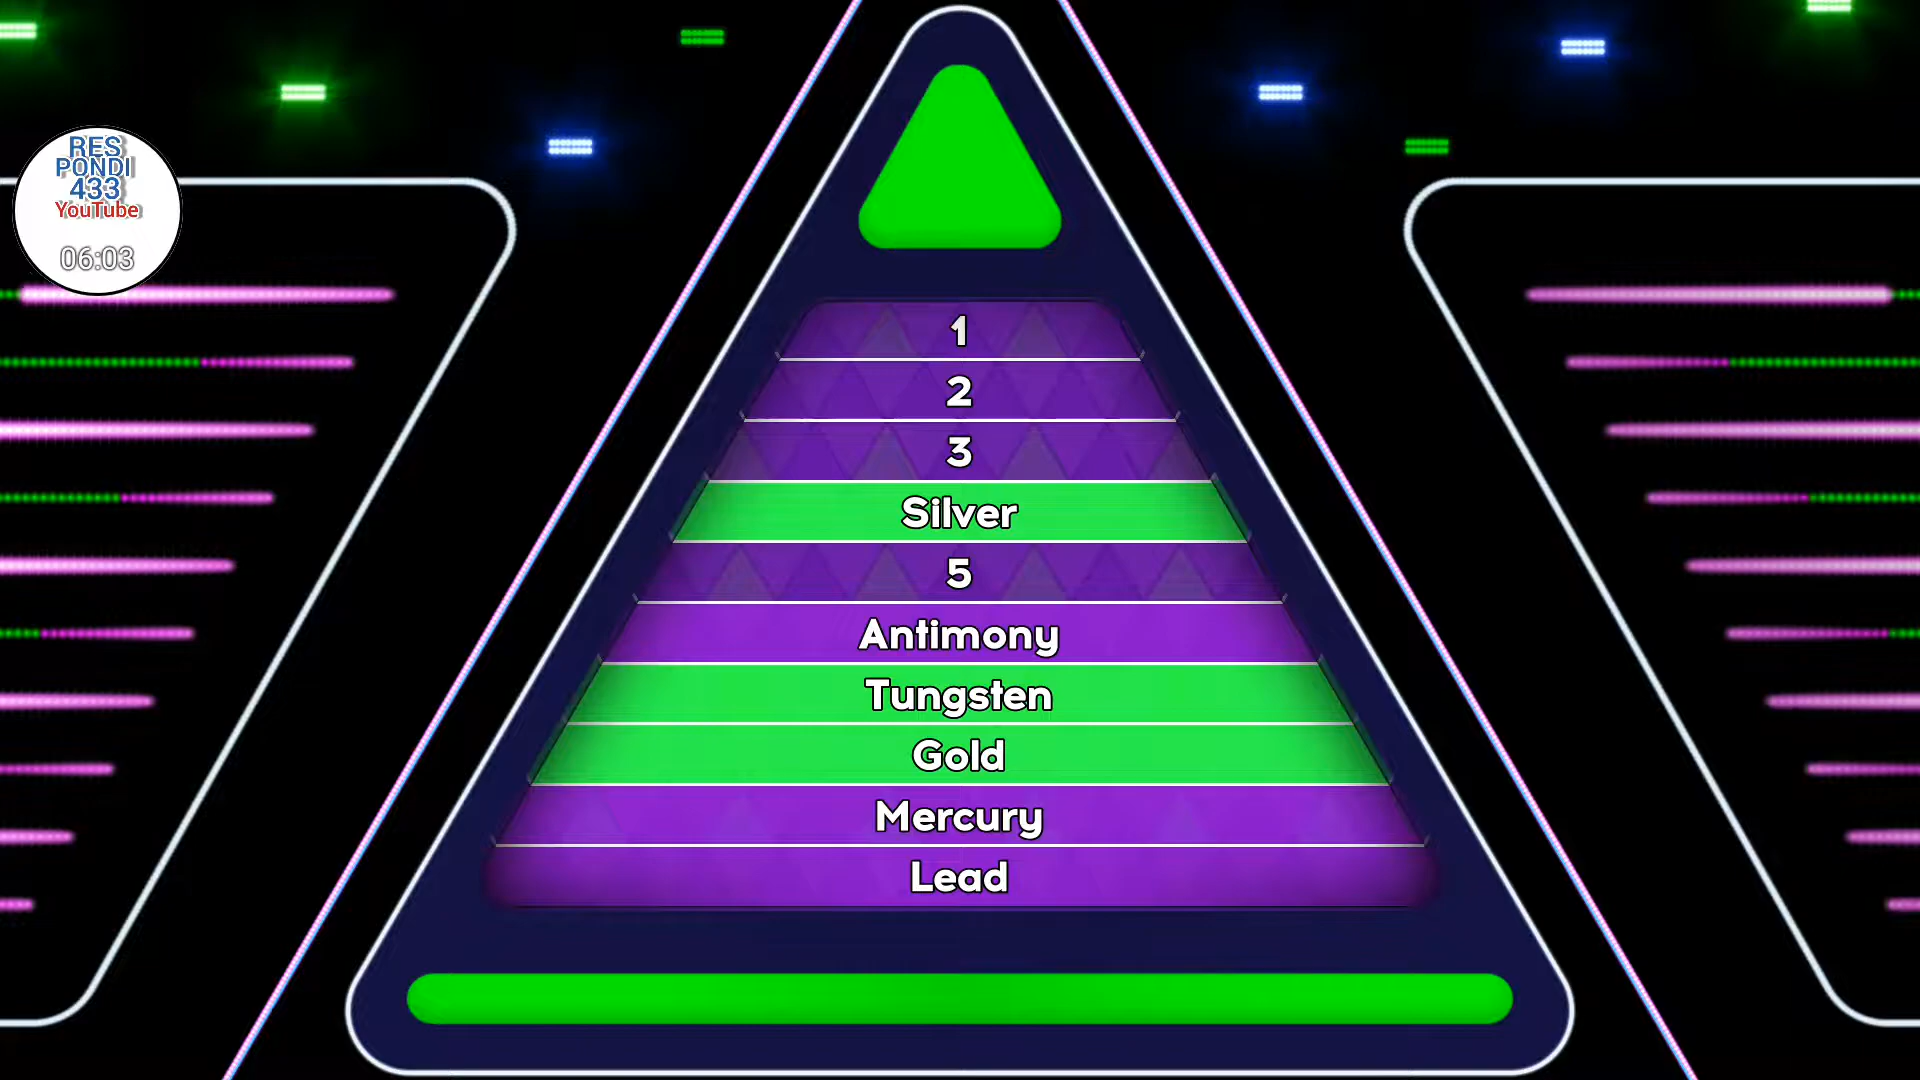 RES
PONDI
433
YouTube
06:03
1
2
3
Silver
5
Antimony
Tungsten
Gold
Mercury
Lead